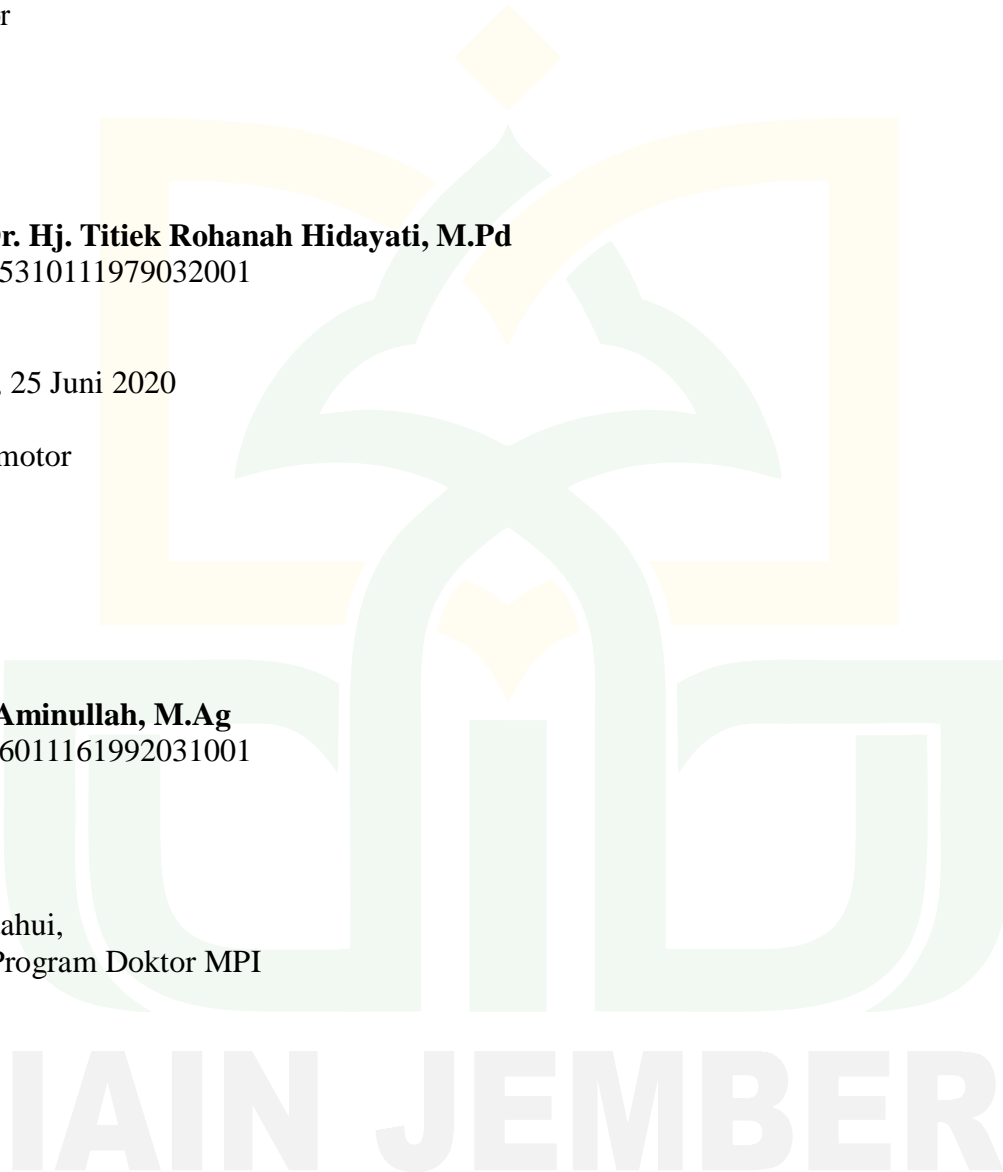 r
r. Hj. Titiek Rohanah Hidayati, M.Pd
5310111979032001
, 25 Juni 2020
motor
Aminullah, M.Ag
6011161992031001
ahui,
Program Doktor MPI
IAIN JEMBER